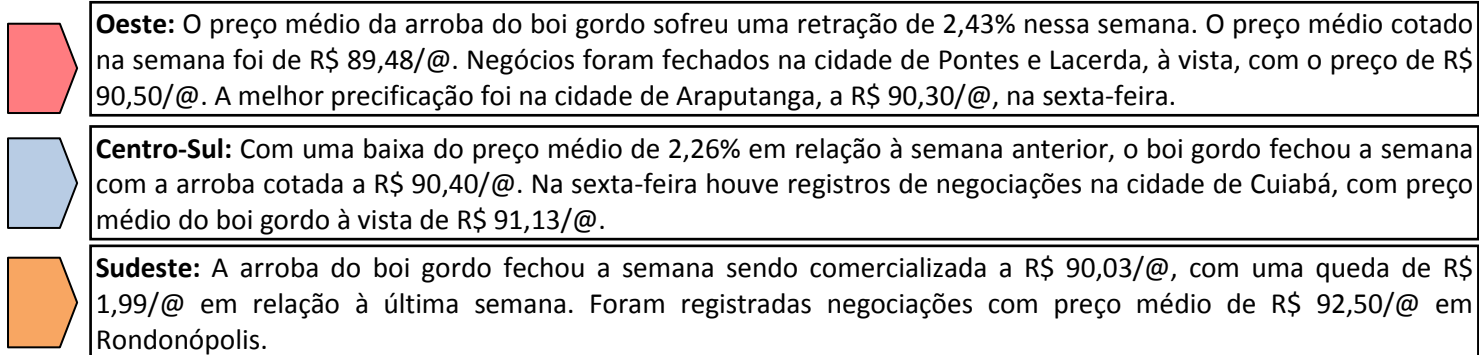 Oeste: O preço médio da arroba do boi gordo sofreu uma retração de 2,43% nessa semana. O preço médio cotado
na semana foi de R$ 89,48/@. Negócios foram fechados na cidade de Pontes e Lacerda, à vista, com o preço de R$
90,50/@. A melhor precificação foi na cidade de Araputanga, a R$ 90,30/@, na sexta-feira.
Centro-Sul: Com uma baixa do preço médio de 2,26% em relação à semana anterior, o boi gordo fechou a semana
com a arroba cotada a R$ 90,40/@. Na sexta-feira houve registros de negociações na cidade de Cuiabá, com preço
médio do boi gordo à vista de R$ 91,13/@.
Sudeste: A arroba do boi gordo fechou a semana sendo comercializada a R$ 90,03/@, com uma queda de R$
1,99/@ em relação à última semana. Foram registradas negociações com preço médio de R$ 92,50/@ em
Rondonópolis.